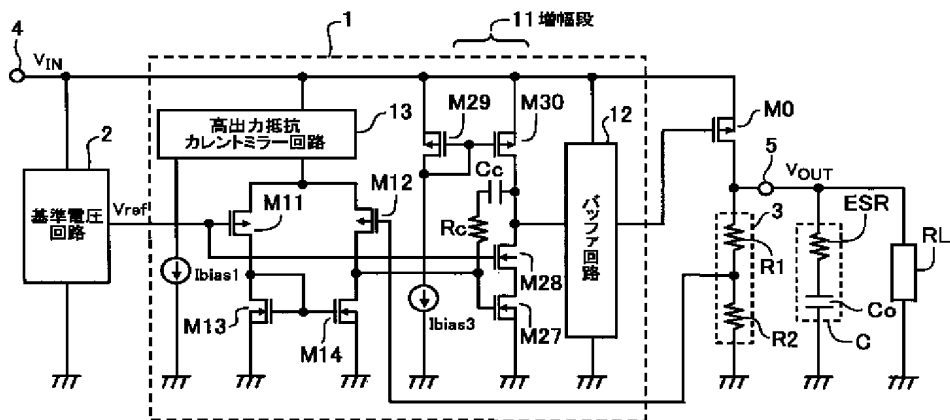 1
11 増幅段
4
VIN
M29
M30
M0
13
高出力抵抗
カレントミラー回路
12
2
5
VOUT
Cc
M12
M11
基準電圧
回路
Vref
Rc
バッファ回路
3
ESR
RL
R1
Ibias1
M28
M13
M14
Ibias3
M27
R2
Co
C